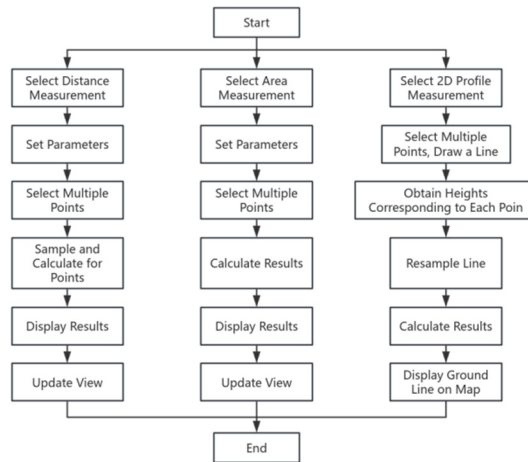 Start
Select Distance
Measurement
Set Parameters
Select Multiple
Points
Sample and
Calculate for
Points
Display Results
Update View
Select Area
Measurement
Set Parameters
Select Multiple
Points
Calculate Results
Display Results
Update View
Select 2D Profile
Measurement
Select Multiple
Points, Draw a Line
Obtain Heights
Corresponding to Each Poin
Resample Line
Calculate Results
Display Ground
Line on Map
End